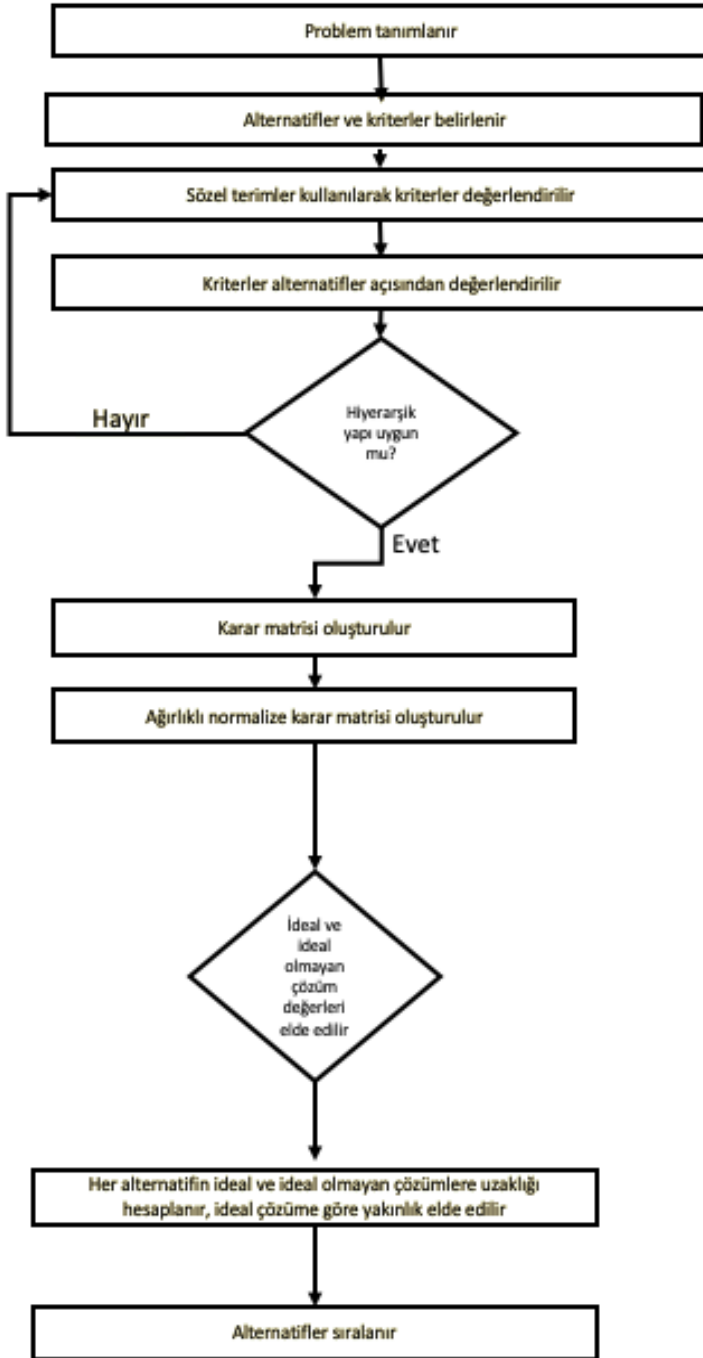 Problem tanımlanır
Alternatifler ve kriterler belirlenir
Sözel terimler kullanılarak kriterler değerlendirilir
Kriterler alternatifler açısından değerlendirilir
Hiyerarşik
yapı uygun
mu?
Hayır
Evet
Karar matrisi oluşturulur
Ağırlıklı normalize karar matrisi oluşturulur
İdeal ve
ideal
olmayan
çözüm
değerleri
elde edilir
Her alternatifin ideal ve ideal olmayan çözümlere uzaklığı
hesaplanır, ideal çözüme göre yakınlık elde edilir
Alternatifler sıralanır